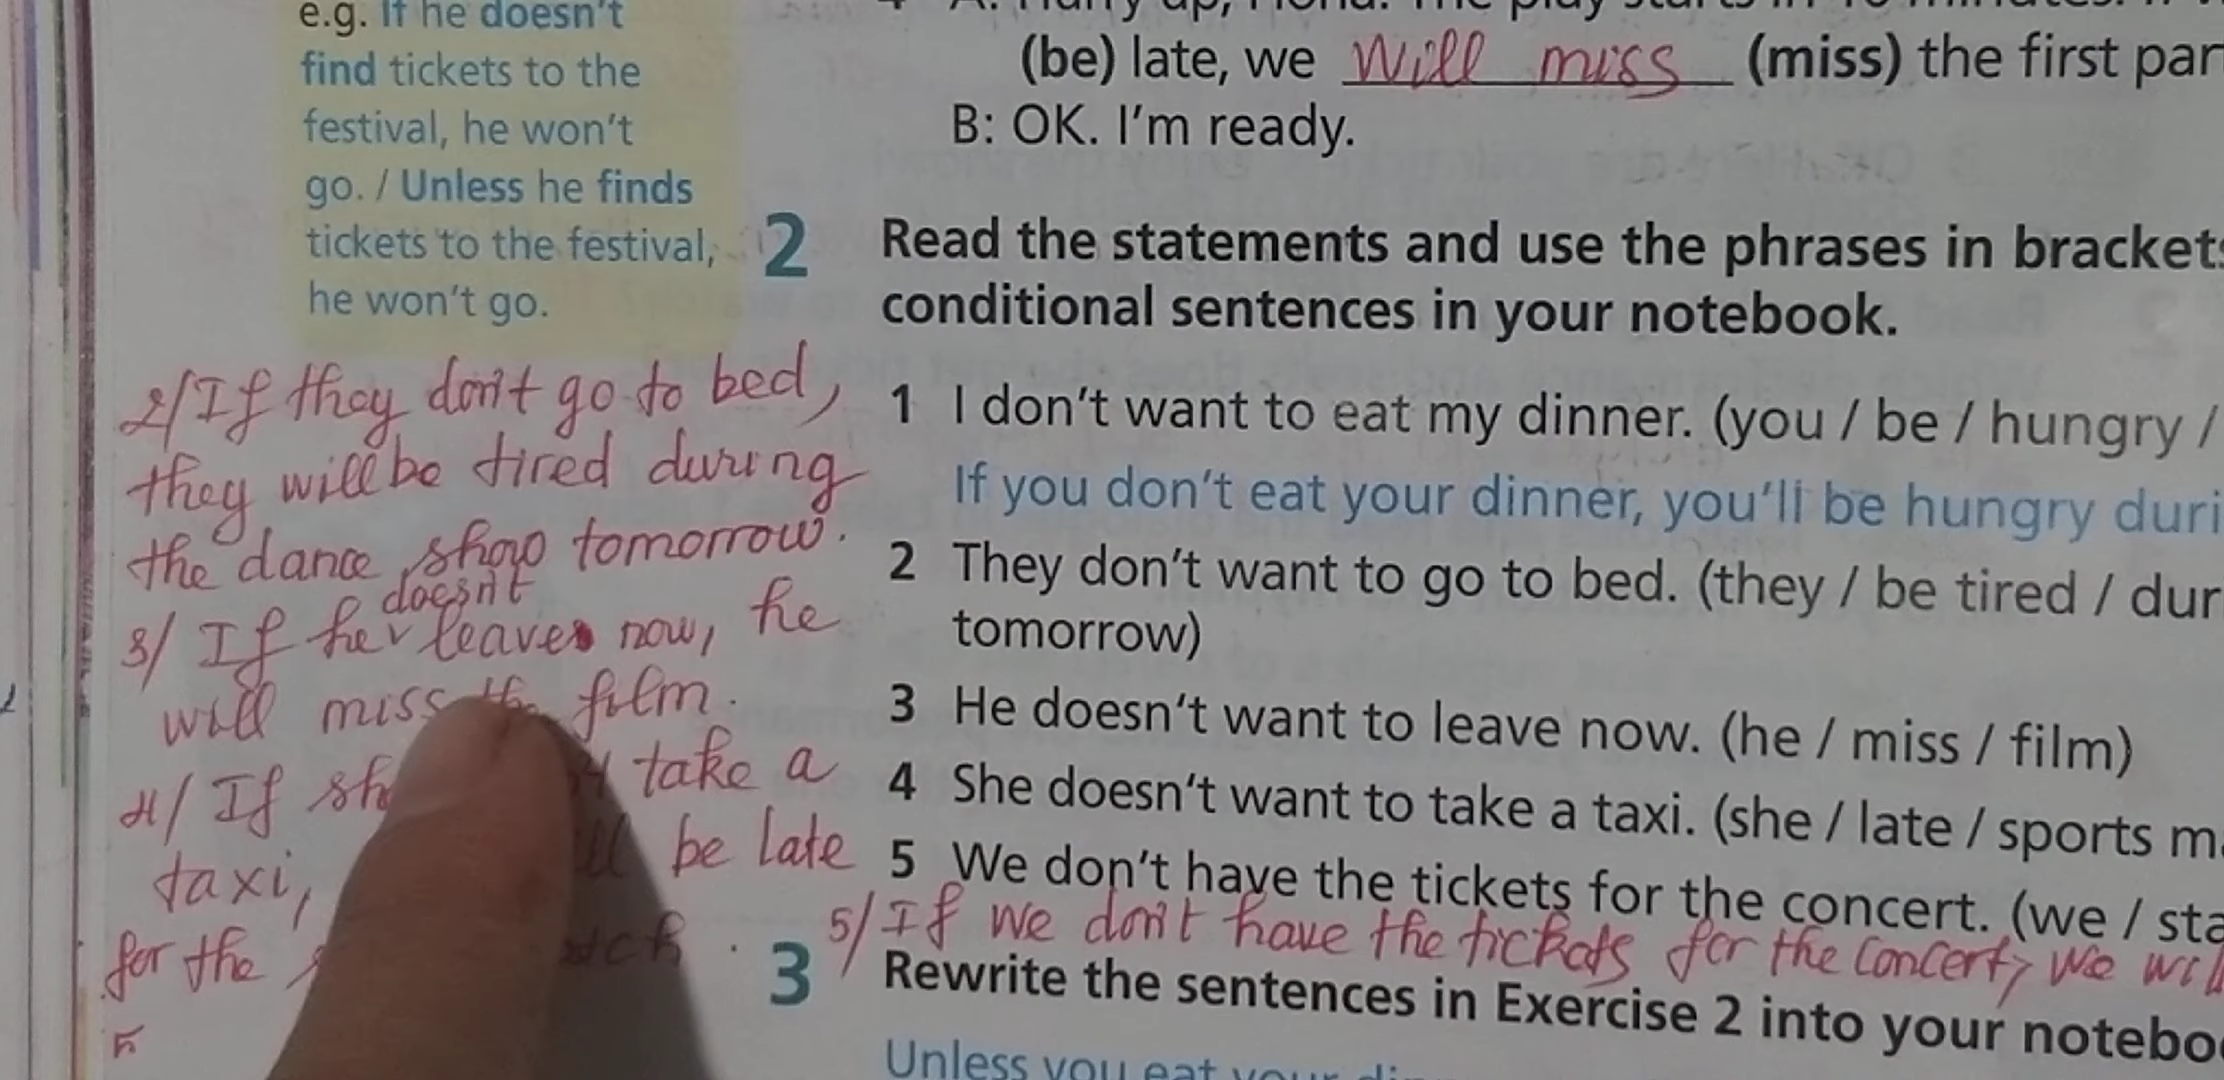 e.g. If he doesn't
find tickets to the
festival, he won't
go. / Unless he finds
tickets to the festival,
he won't go.
(be) late, we will miss (miss) the first par
B: OK. I'm ready.
2 Read the statements and use the phrases in brackets
conditional sentences in your notebook.
1 I don't want to eat my dinner. (you / be / hungry /
If you don't eat your dinner, you'll be hungry duri
2 They don't want to go to bed. (they / be tired / dur
tomorrow)
3 He doesn't want to leave now. (he / miss / film)
4 She doesn't want to take a taxi. (she / late / sports m
5 We don't have the tickets for the concert. (we / sta
5/ If we don't have the tickets for the concert, we wil
3 Rewrite the sentences in Exercise 2 into your notebo
Unless you eat your
2/ If they don't go to bed,
they will be tired during
the dance show tomorrow.
doesn't
3/ If he leave now, he
will miss the film.
4/ If take a
taxi, be late
for the
5